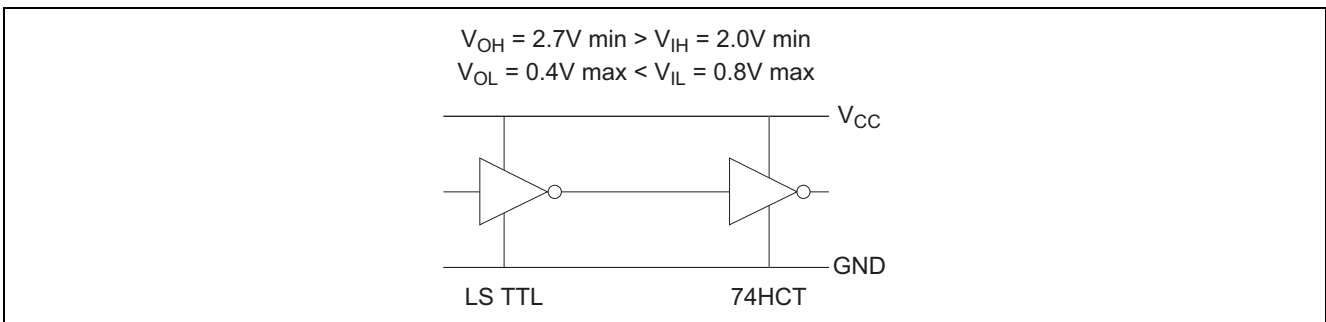 VOH = 2.7V min > VIH = 2.0V min
VOL = 0.4V max < VIL = 0.8V max
VCC
GND
LS TTL 74HCT